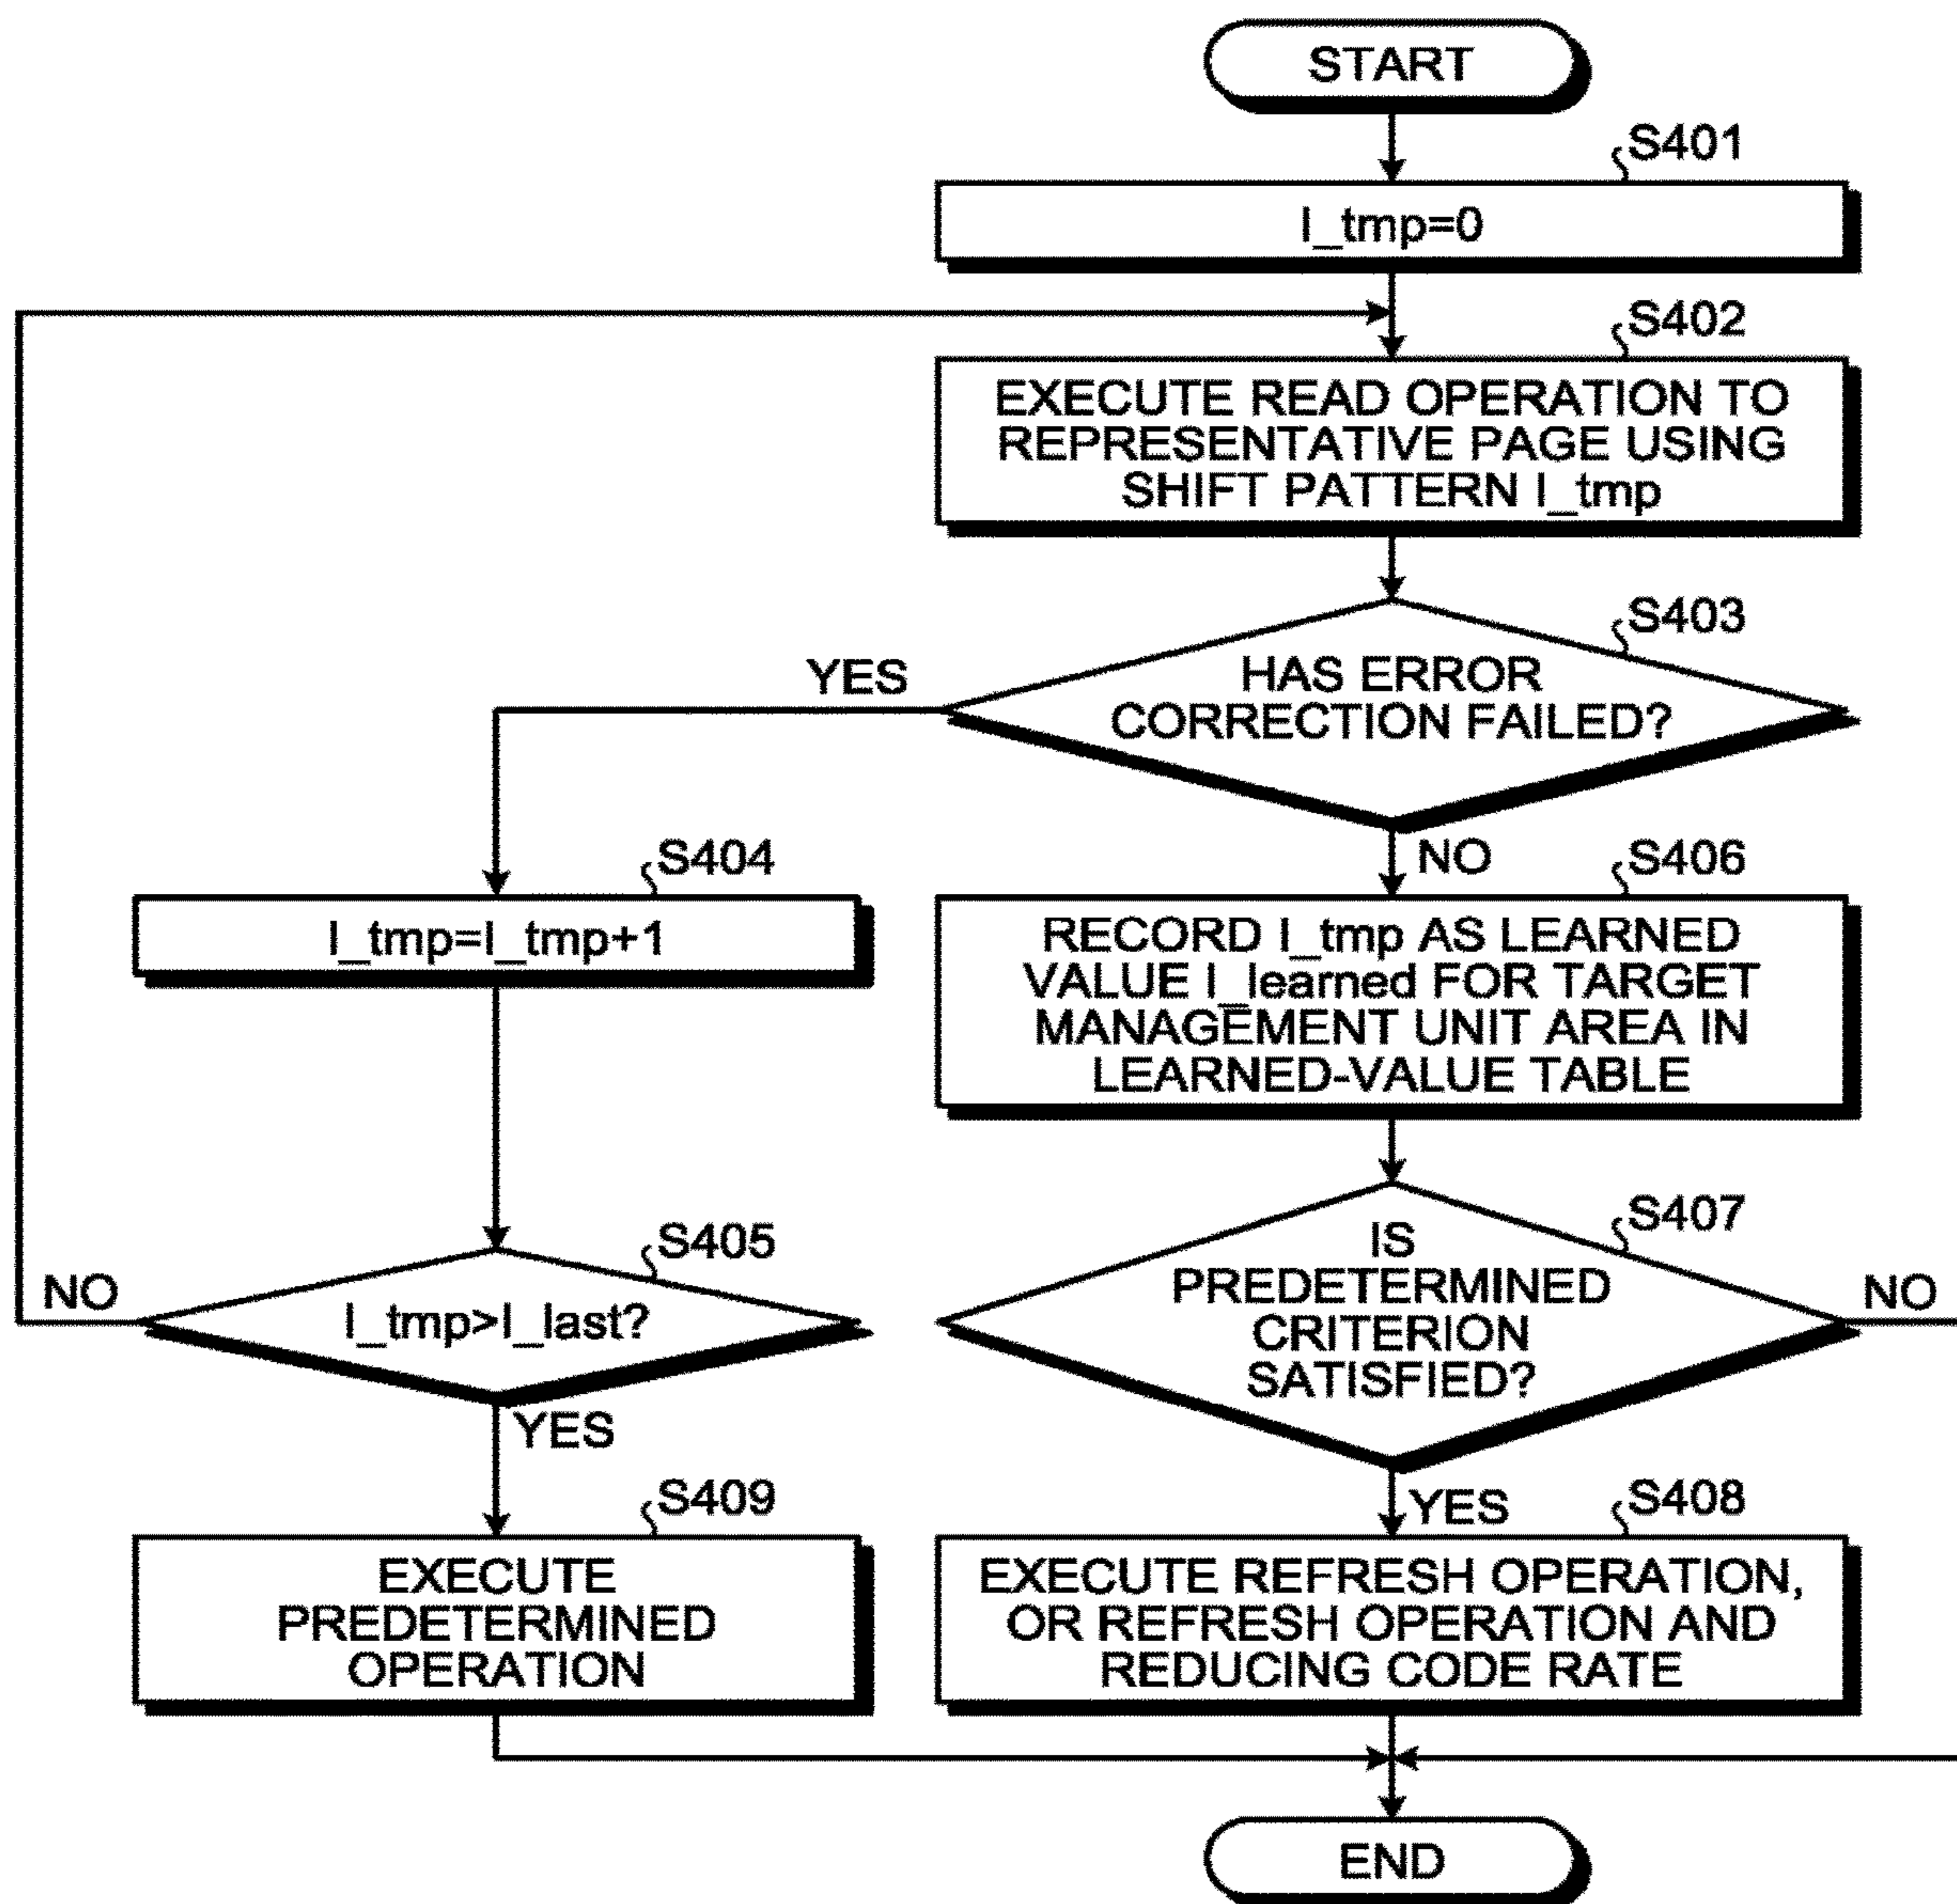 START
S401
I_tmp=0
S402
EXECUTE READ OPERATION TO
REPRESENTATIVE PAGE USING
SHIFT PATTERN I_tmp
S403
HAS ERROR
CORRECTION FAILED?
YES
NO
S404
I_tmp=I_tmp+1
S406
RECORD I_tmp AS LEARNED
VALUE I_learned FOR TARGET
MANAGEMENT UNIT AREA IN
LEARNED-VALUE TABLE
S405
I_tmp>I_last?
NO
YES
S407
IS
PREDETERMINED
CRITERION
SATISFIED?
NO
YES
S409
EXECUTE
PREDETERMINED
OPERATION
S408
EXECUTE REFRESH OPERATION,
OR REFRESH OPERATION AND
REDUCING CODE RATE
END